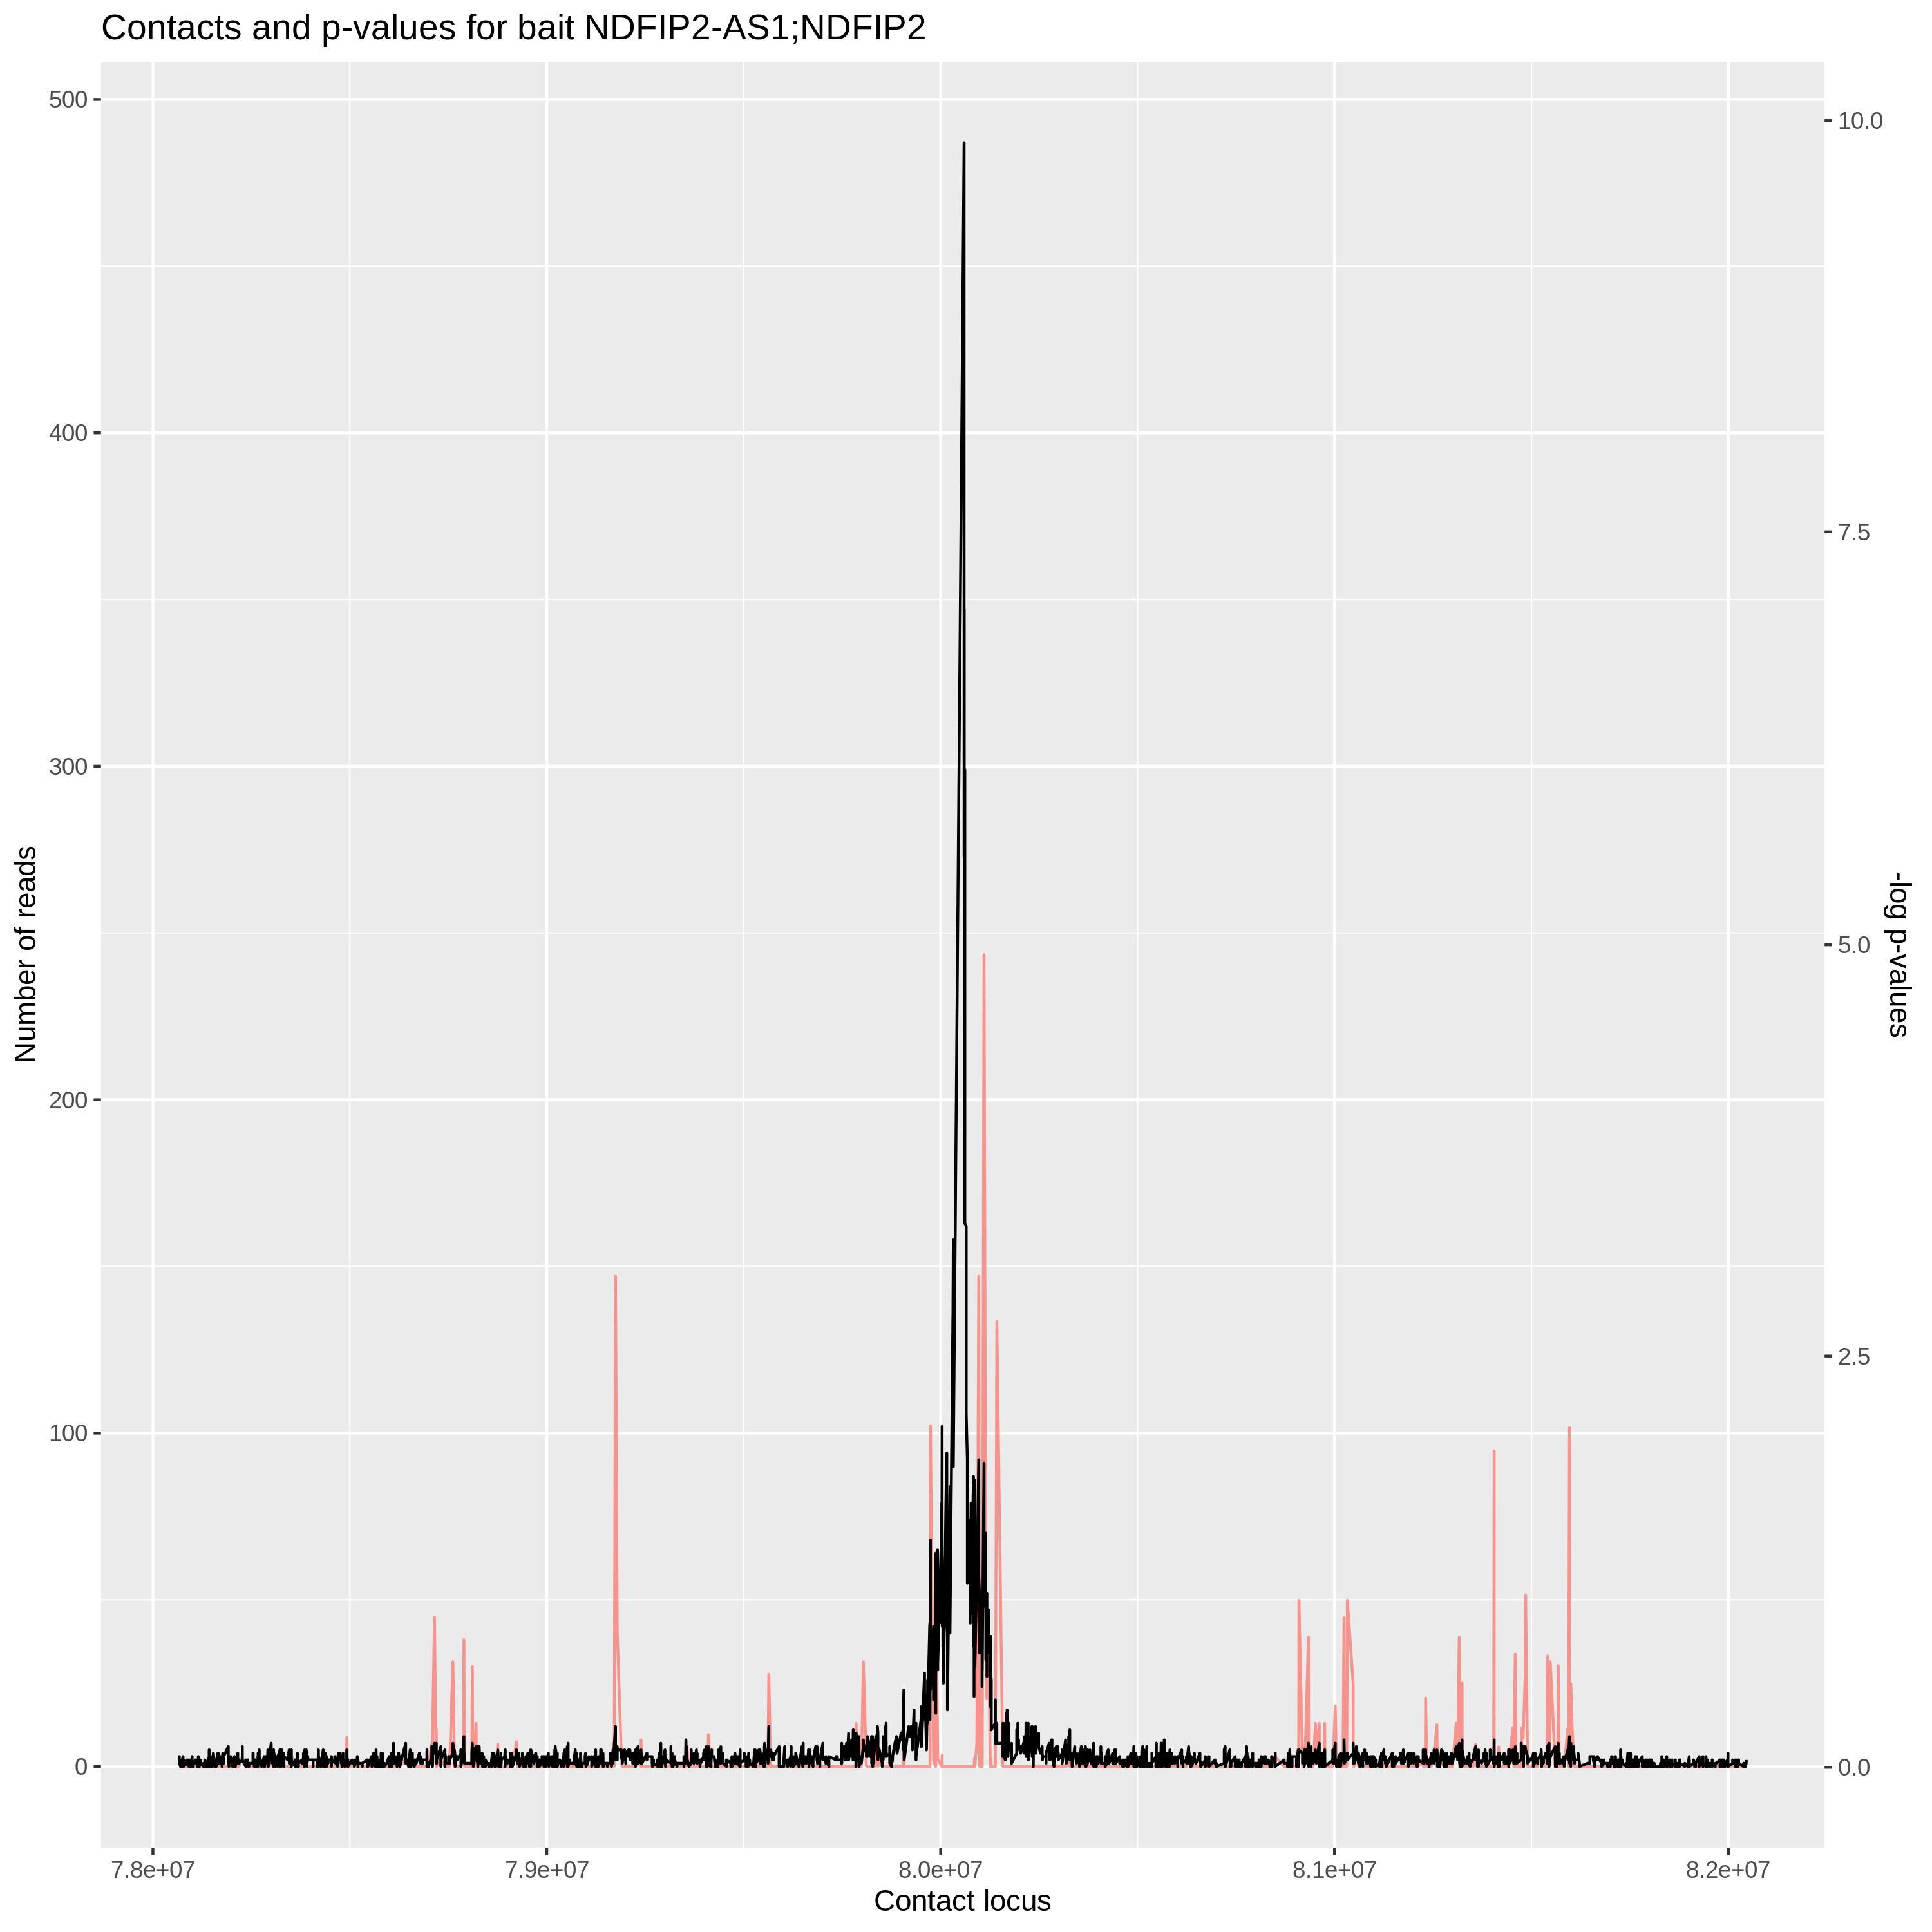 Contacts and p-values for bait NDFIP2-AS1;NDFIP2
500
400
300
200
100
0
Number of reads
10.0
7.5
5.0
2.5
0.0
-log p-values
7.8e+07
7.9e+07
8.0e+07
8.1e+07
8.2e+07
Contact locus